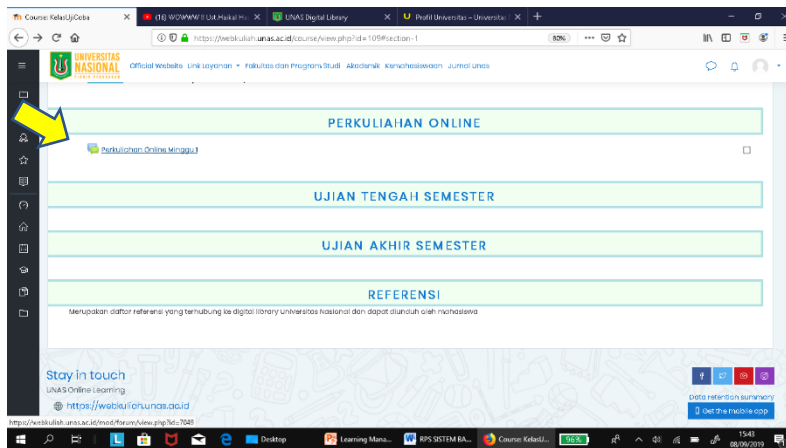 Course: KelasUjiCoba
(16) WOWWW !! Ust.Haikal H
UNAS Digital Library
Profil Universitas – Universitas
https://webkuliah.unas.ac.id/course/view.php?id=109#section-1
80%
UNIVERSITAS
NASIONAL
Official Website Link Layanan Fakultas dan Program Studi Akademik Kemahasiswaan Jurnal Unas
PERKULIAHAN ONLINE
Perkuliahan Online Minggu 1
UJIAN TENGAH SEMESTER
UJIAN AKHIR SEMESTER
REFERENSI
Merupakan daftar referensi yang terhubung ke digital library Universitas Nasional dan dapat diunduh oleh mahasiswa
Stay in touch
UNAS Online Learning
https://webkuliah.unas.ac.id
Data retention summary
Get the mobile app
https://webkuliah.unas.ac.id/mod/forum/view.php?id=7048
Desktop
Learning Mana...
RPS SISTEM BA...
Course: KelasU...
96%
15:43
08/09/2019